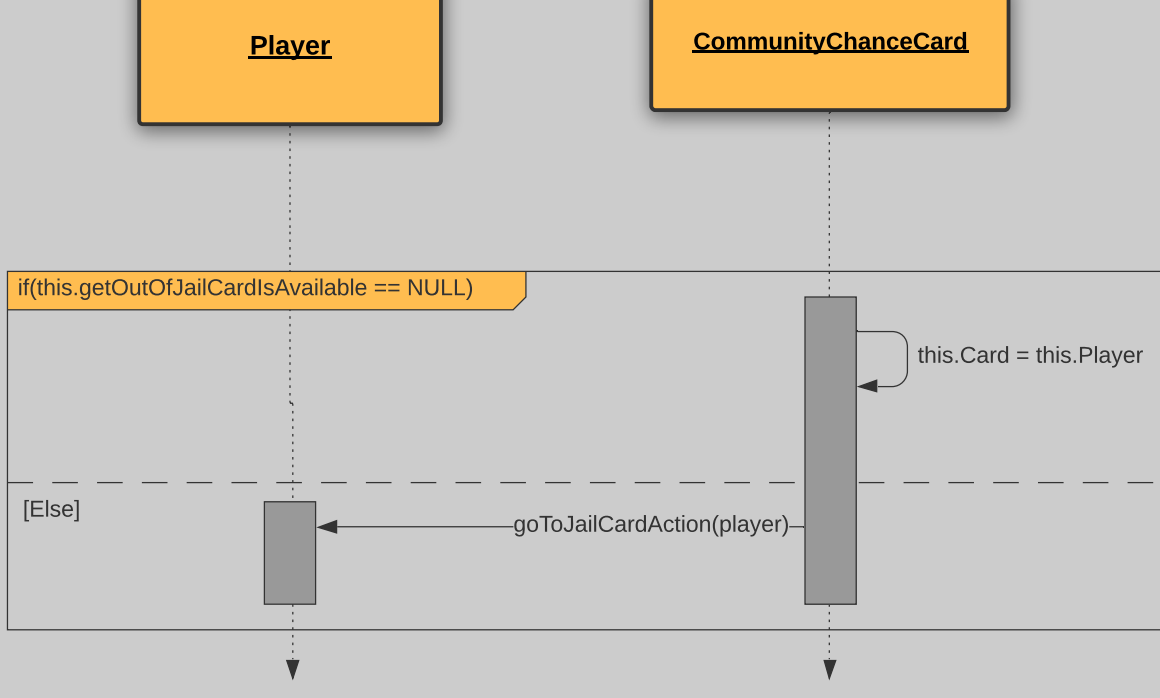 Player
CommunityChanceCard
if(this.getOutOfJailCardIsAvailable == NULL)
this.Card = this.Player
[Else]
goToJailCardAction(player)